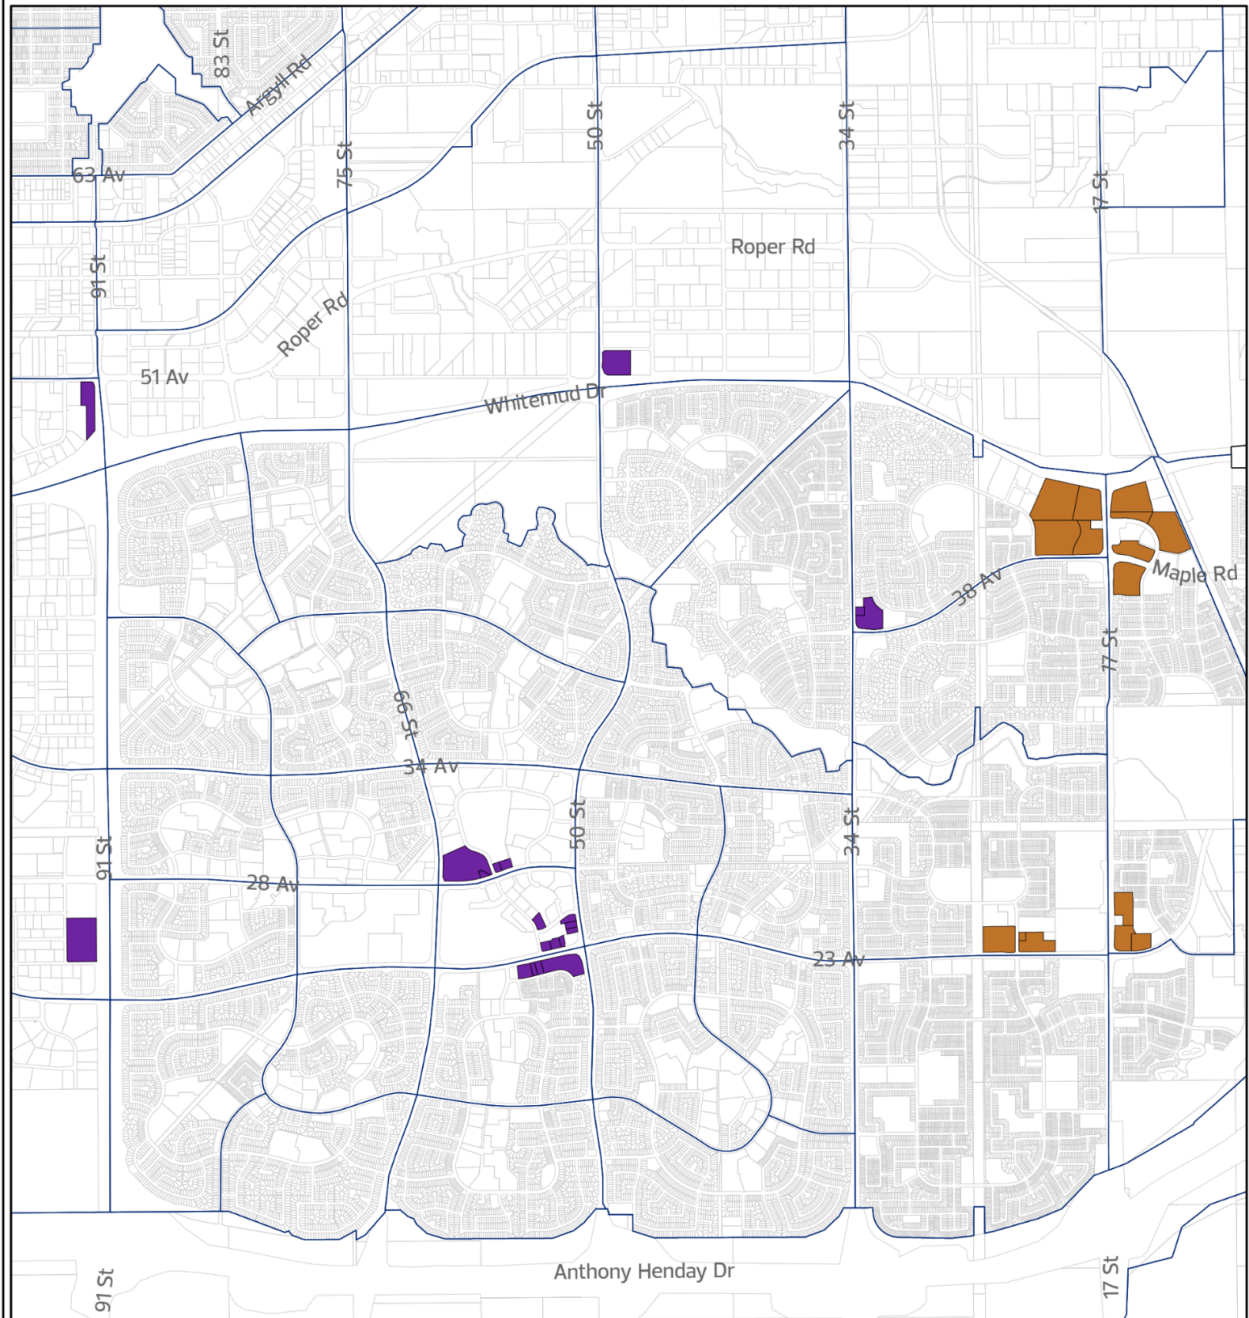 83 St
Argyll Rd
50 St
34 St
75 St
63 Av
17 St
Roper Rd
91 St
Roper Rd
51 Av
Whitemud Dr
Maple Rd
38 Av
17 St
66 St
34 Av
50 St
34 St
91 St
28 Av
23 Av
Anthony Henday Dr
91 St
17 St